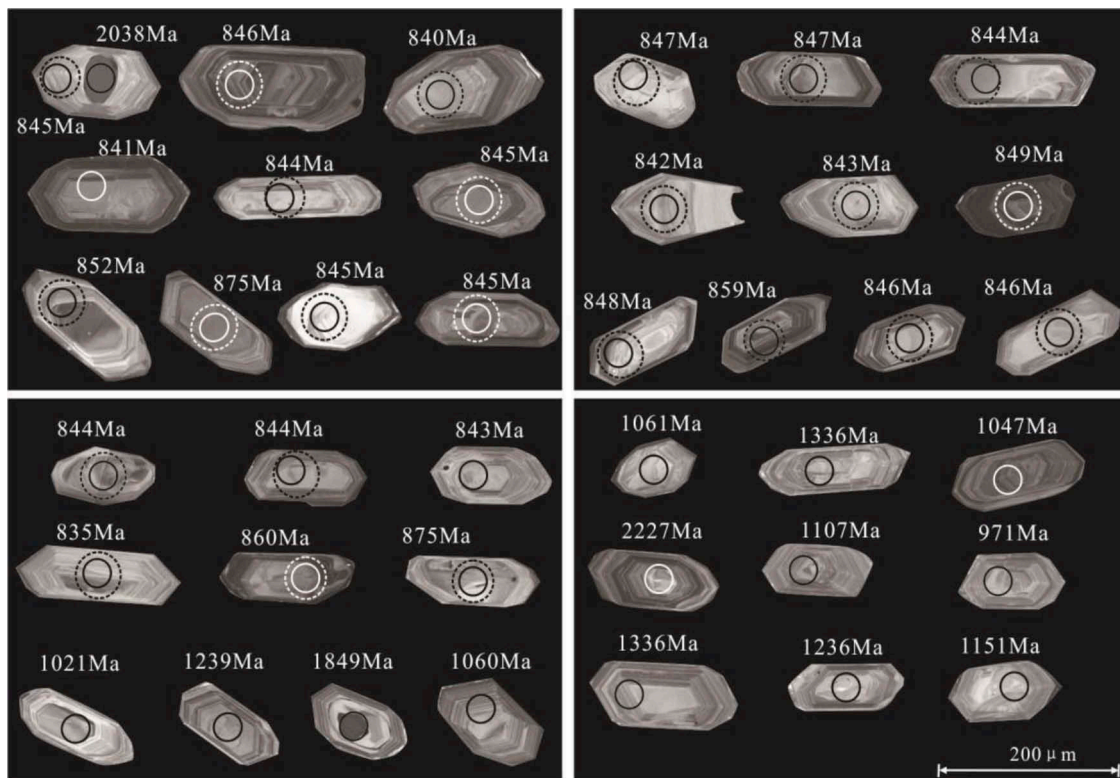 2038Ma 846Ma 840Ma
845Ma
841Ma 844Ma 845Ma
852Ma 875Ma 845Ma 845Ma
847Ma 847Ma 844Ma
842Ma 843Ma 849Ma
848Ma 859Ma 846Ma 846Ma
844Ma 844Ma 843Ma
835Ma 860Ma 875Ma
1021Ma 1239Ma 1849Ma 1060Ma
1061Ma 1336Ma 1047Ma
2227Ma 1107Ma 971Ma
1336Ma 1236Ma 1151Ma
200μm